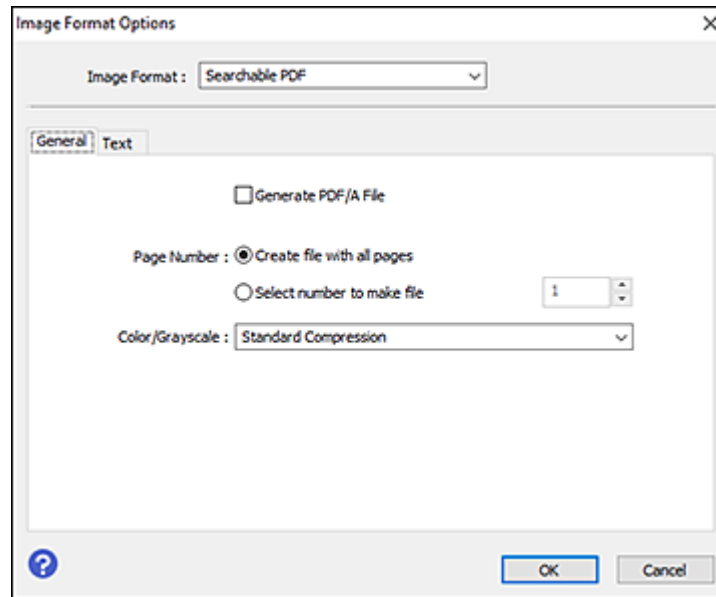 Image Format Options
Image Format : Searchable PDF
General Text
Generate PDF/A File
Page Number : Create file with all pages
Select number to make file 1
Color/Grayscale : Standard Compression
? OK Cancel